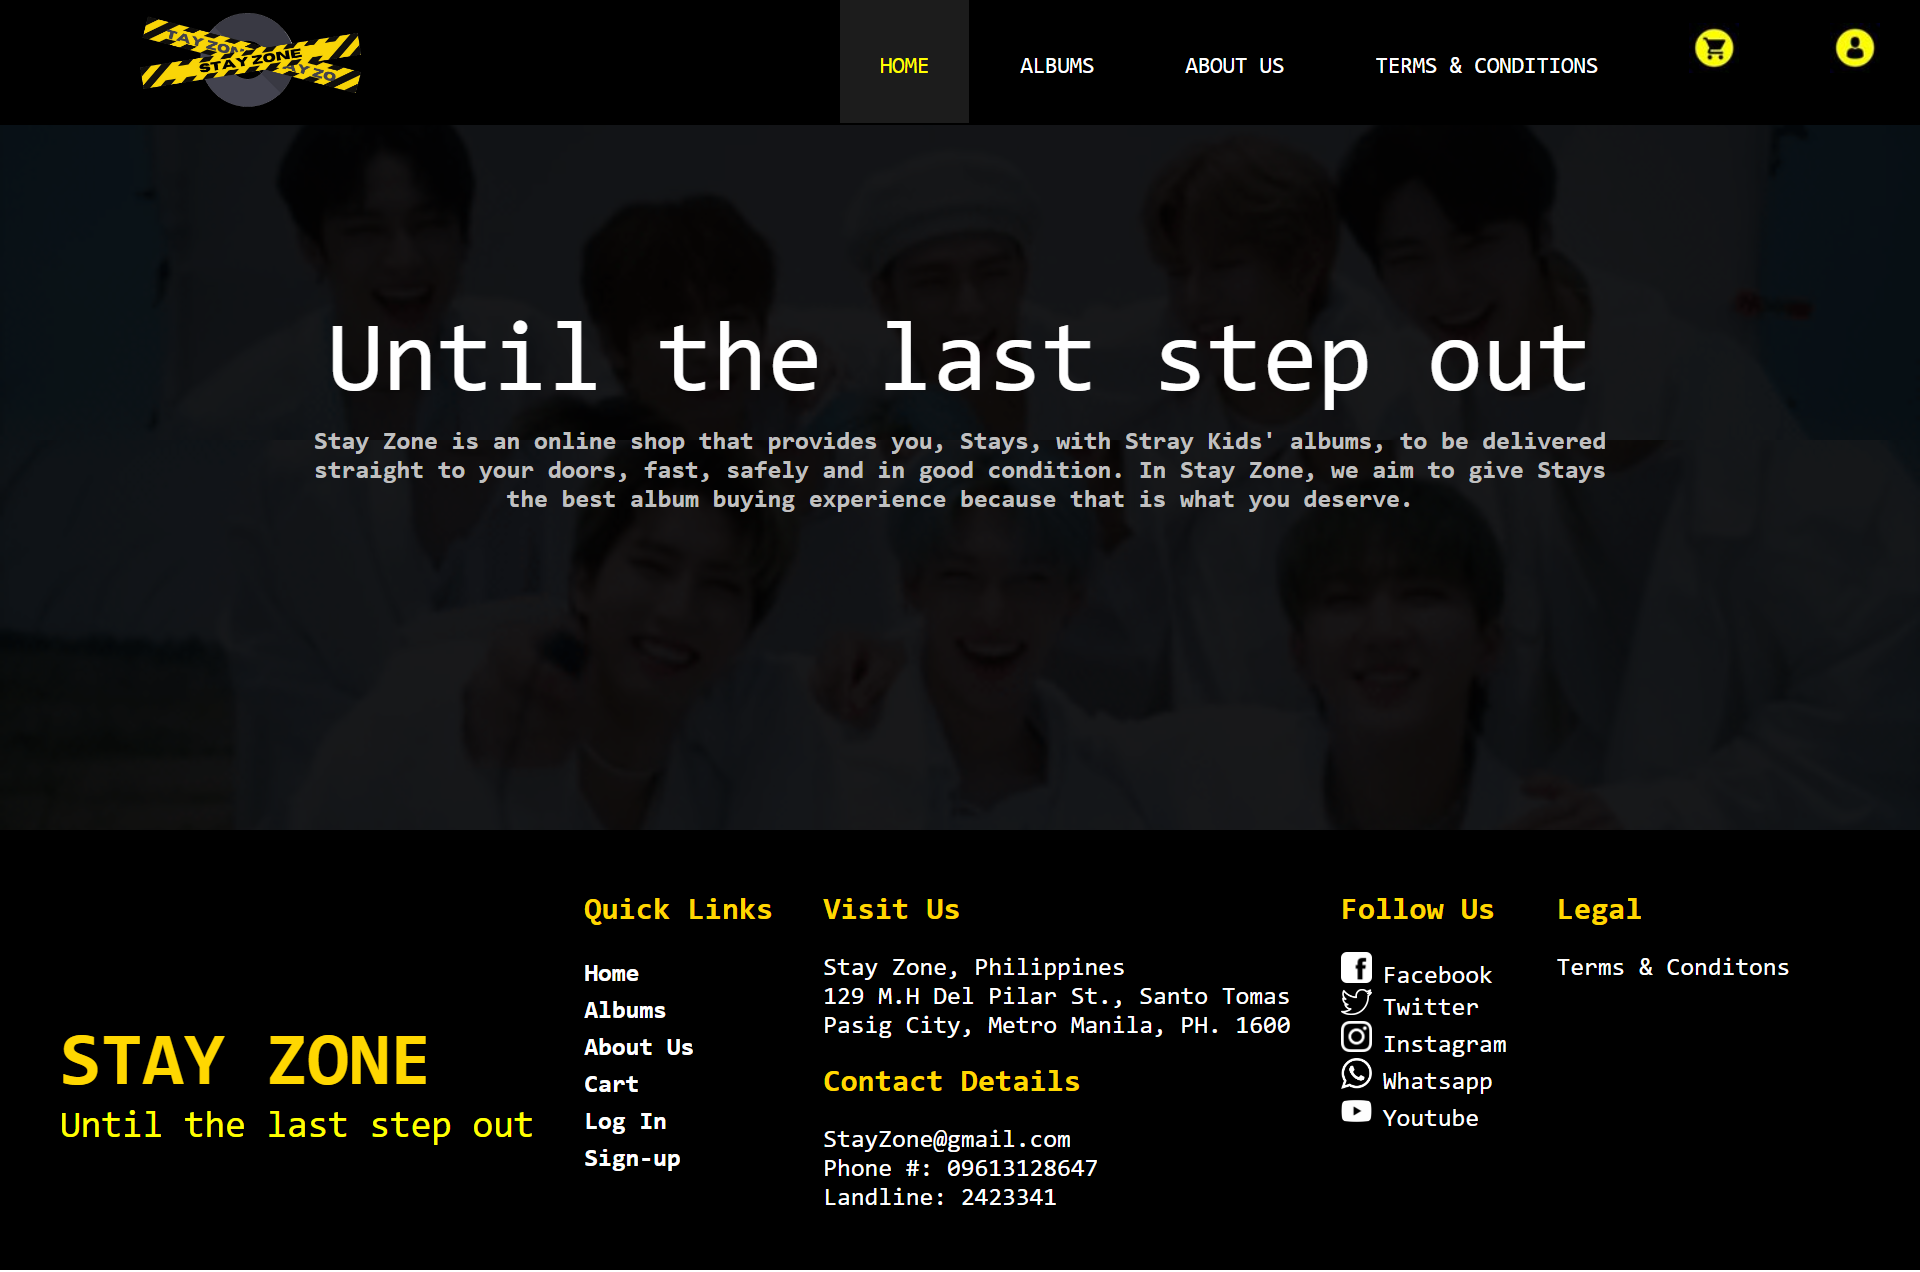 TAY ZON
STAY ZONE
AY ZO
HOME
ALBUMS
ABOUT US
TERMS & CONDITIONS
Until the last step out
Stay Zone is an online shop that provides you, Stays, with Stray Kids' albums, to be delivered
straight to your doors, fast, safely and in good condition. In Stay Zone, we aim to give Stays
the best album buying experience because that is what you deserve.
STAY ZONE
Until the last step out
Quick Links
Home
Albums
About Us
Cart
Log In
Sign-up
Visit Us
Stay Zone, Philippines
129 M.H Del Pilar St., Santo Tomas
Pasig City, Metro Manila, PH. 1600
Contact Details
StayZone@gmail.com
Phone #: 09613128647
Landline: 2423341
Follow Us
Facebook
Twitter
Instagram
Whatsapp
Youtube
Legal
Terms & Conditons